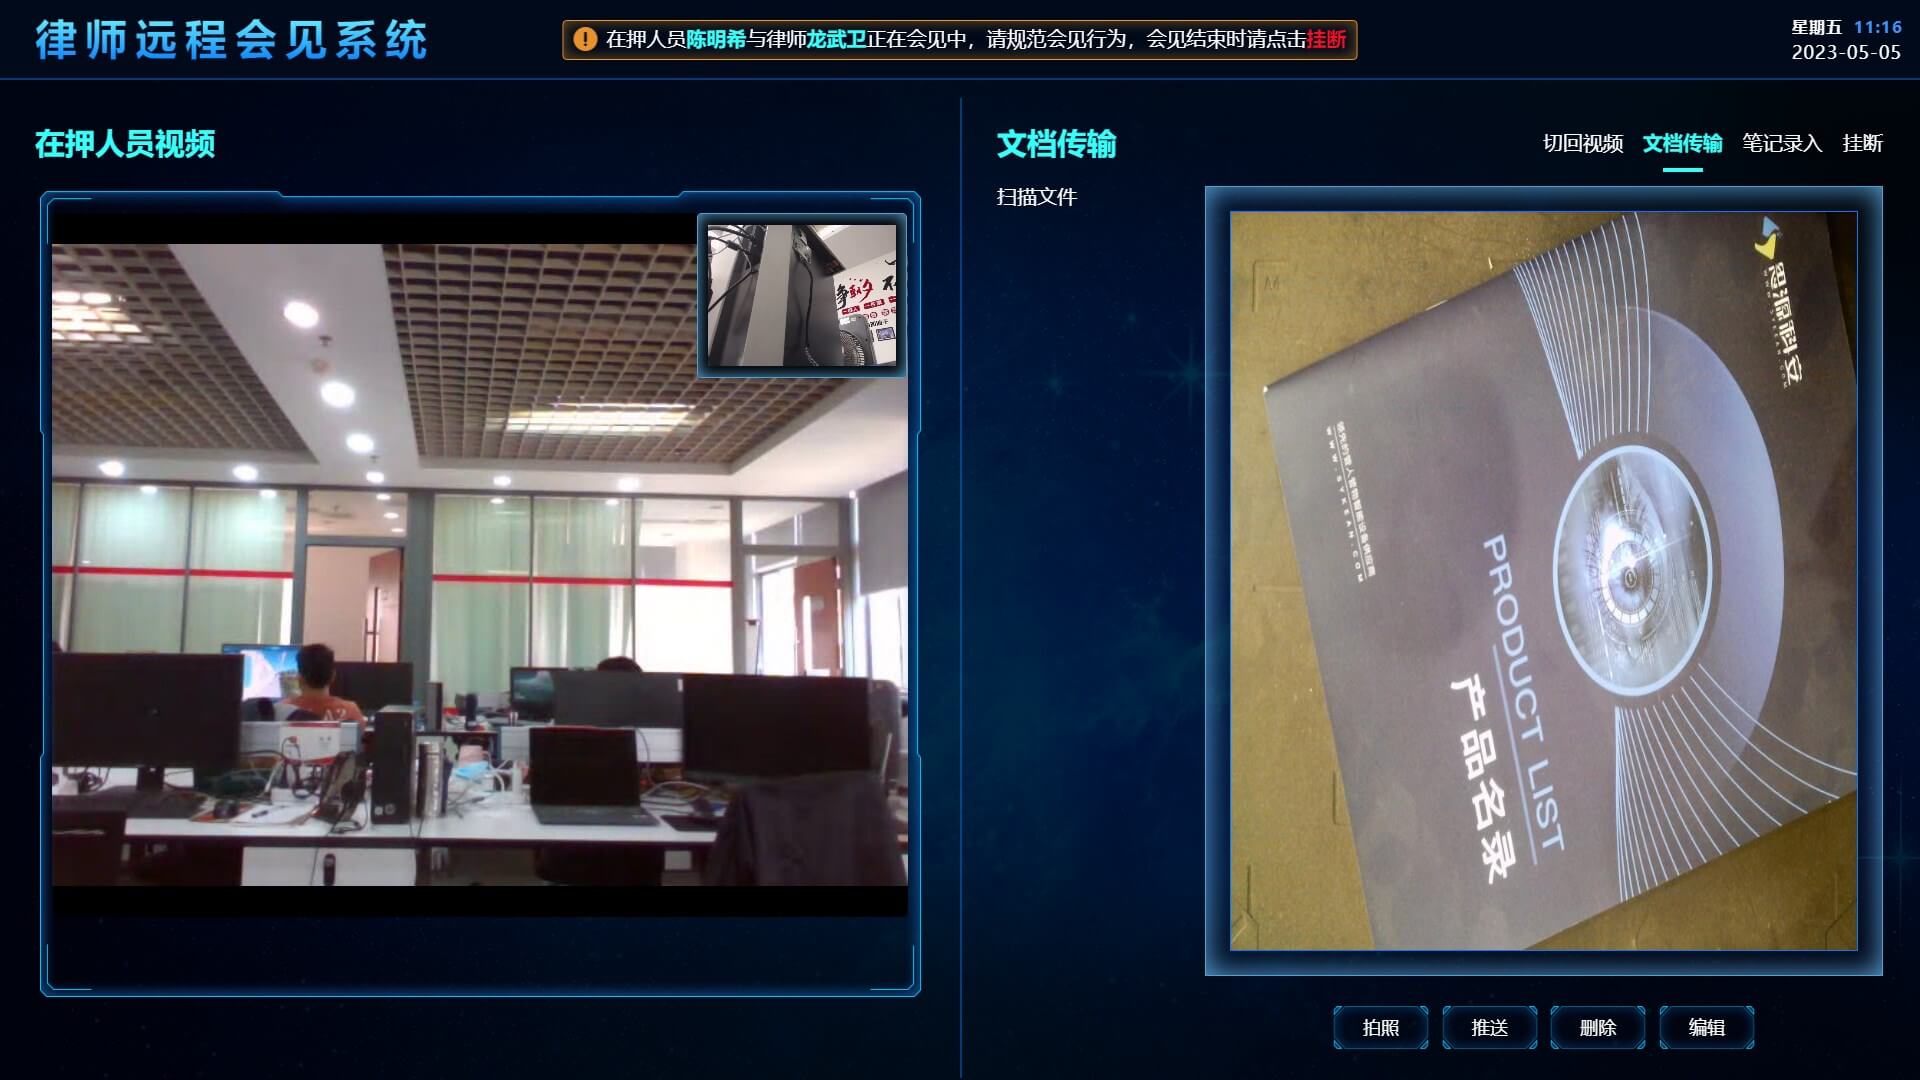 律师远程会见系统
在押人员陈明希与律师龙武卫正在会见中，请规范会见行为，会见结束时请点击挂断
星期五 11:16
2023-05-05
在押人员视频
文档传输
切回视频 文档传输 笔记录入 挂断
扫描文件
A4
PRODUCT LIST
产品名录
拍照 推送 删除 编辑